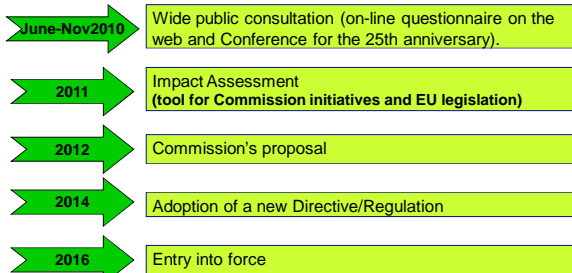 June-Nov2010
Wide public consultation (on-line questionnaire on the
web and Conference for the 25th anniversary).
2011
Impact Assessment
(tool for Commission initiatives and EU legislation)
2012
Commission's proposal
2014
Adoption of a new Directive/Regulation
2016
Entry into force